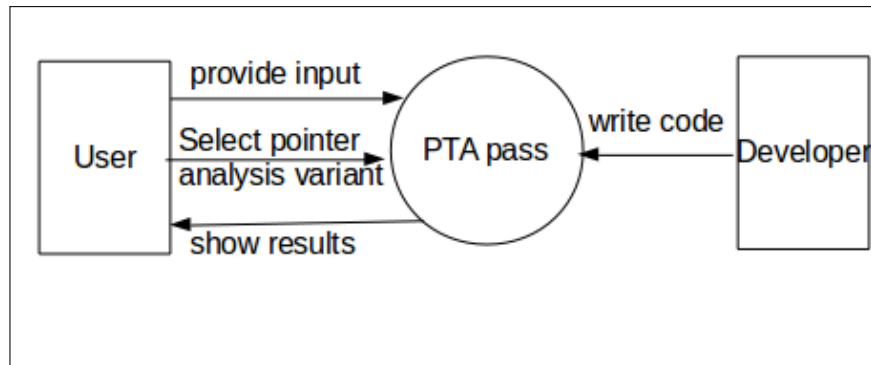 provide input
User
Select pointer
analysis variant
show results
PTA pass
write code
Developer